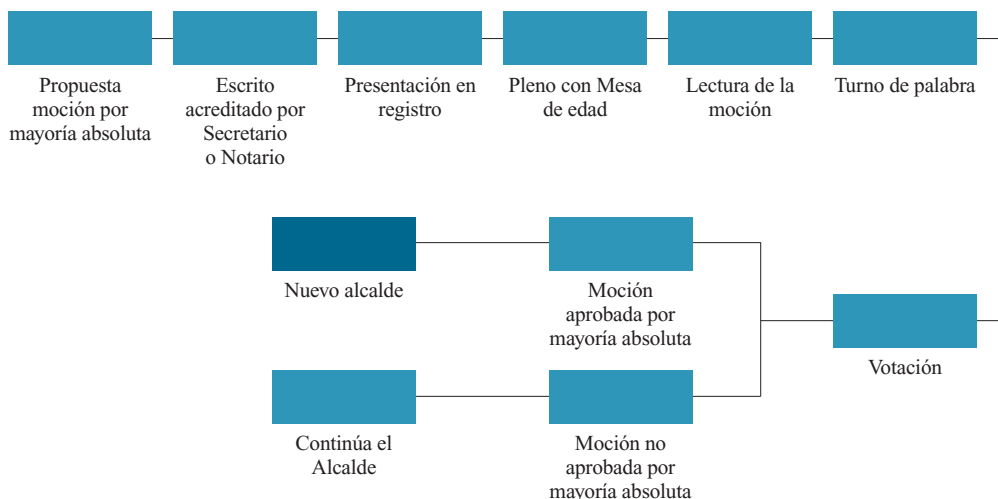 Propuesta
moción por
mayoría absoluta
Escrito
acreditado por
Secretario
o Notario
Presentación en
registro
Pleno con Mesa
de edad
Lectura de la
moción
Turno de palabra
Nuevo alcalde
Moción
aprobada por
mayoría absoluta
Votación
Continúa el
Alcalde
Moción no
aprobada por
mayoría absoluta